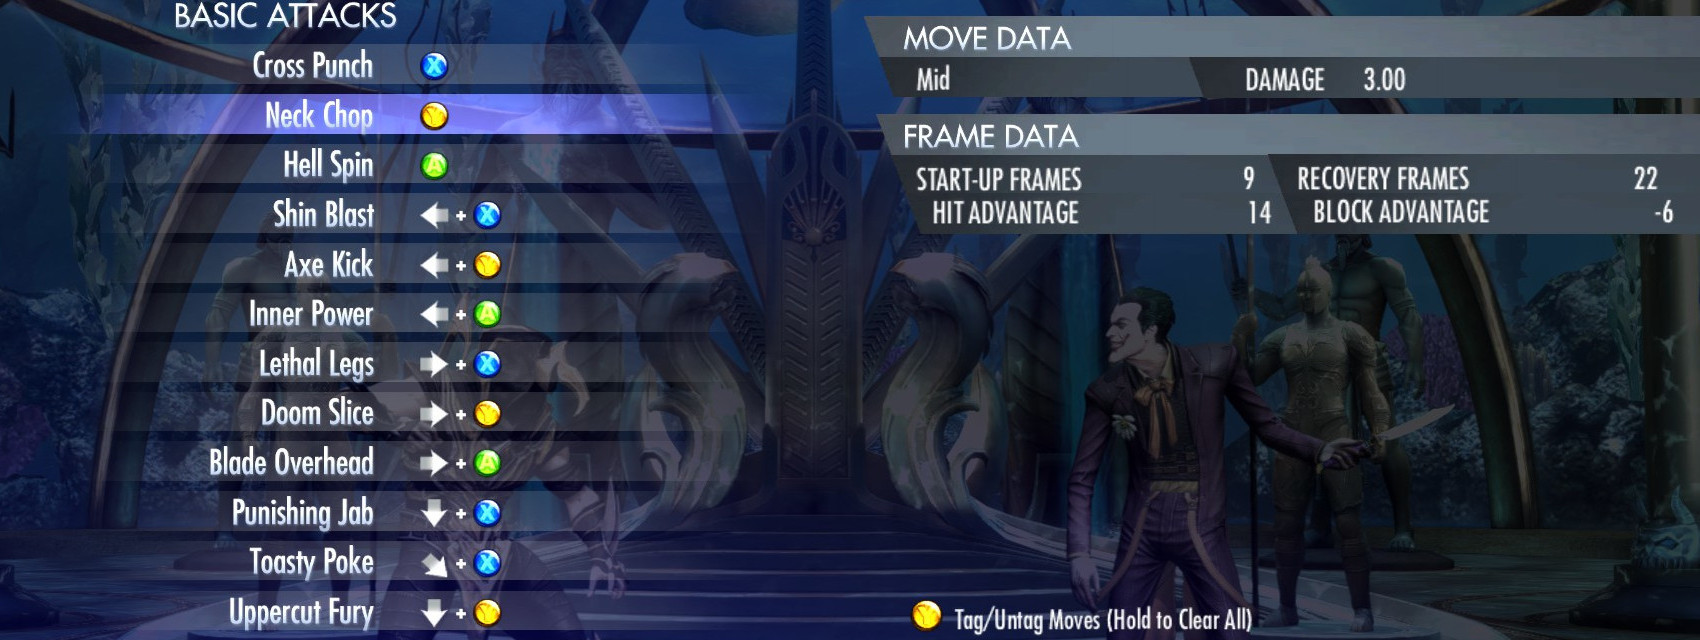 BASIC ATTACKS
Cross Punch X
Neck Chop Y
Hell Spin A
Shin Blast + X
Axe Kick + Y
Inner Power + A
Lethal Legs + X
Doom Slice + Y
Blade Overhead + A
Punishing Jab + X
Toasty Poke + X
Uppercut Fury + Y
MOVE DATA
Mid DAMAGE 3.00
FRAME DATA
START-UP FRAMES 9 RECOVERY FRAMES 22
HIT ADVANTAGE 14 BLOCK ADVANTAGE -6
Y Tag/Untag Moves (Hold to Clear All)